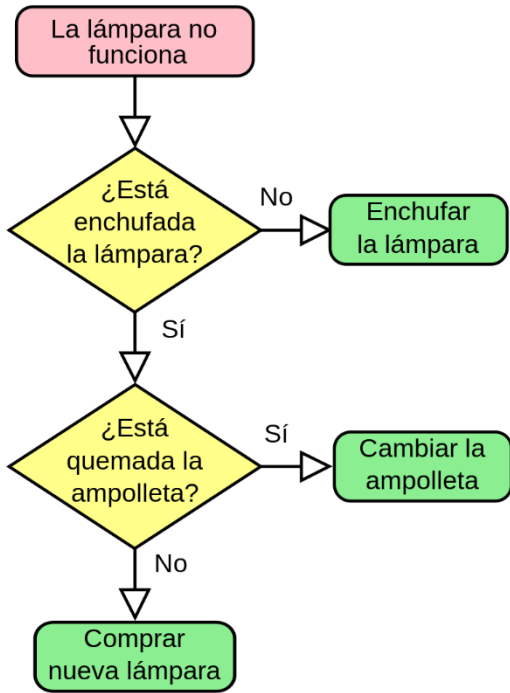 La lámpara no
funciona
¿Está
enchufada
la lámpara?
No
Enchufar
la lámpara
Sí
¿Está
quemada la
ampolleta?
Sí
Cambiar la
ampolleta
No
Comprar
nueva lámpara